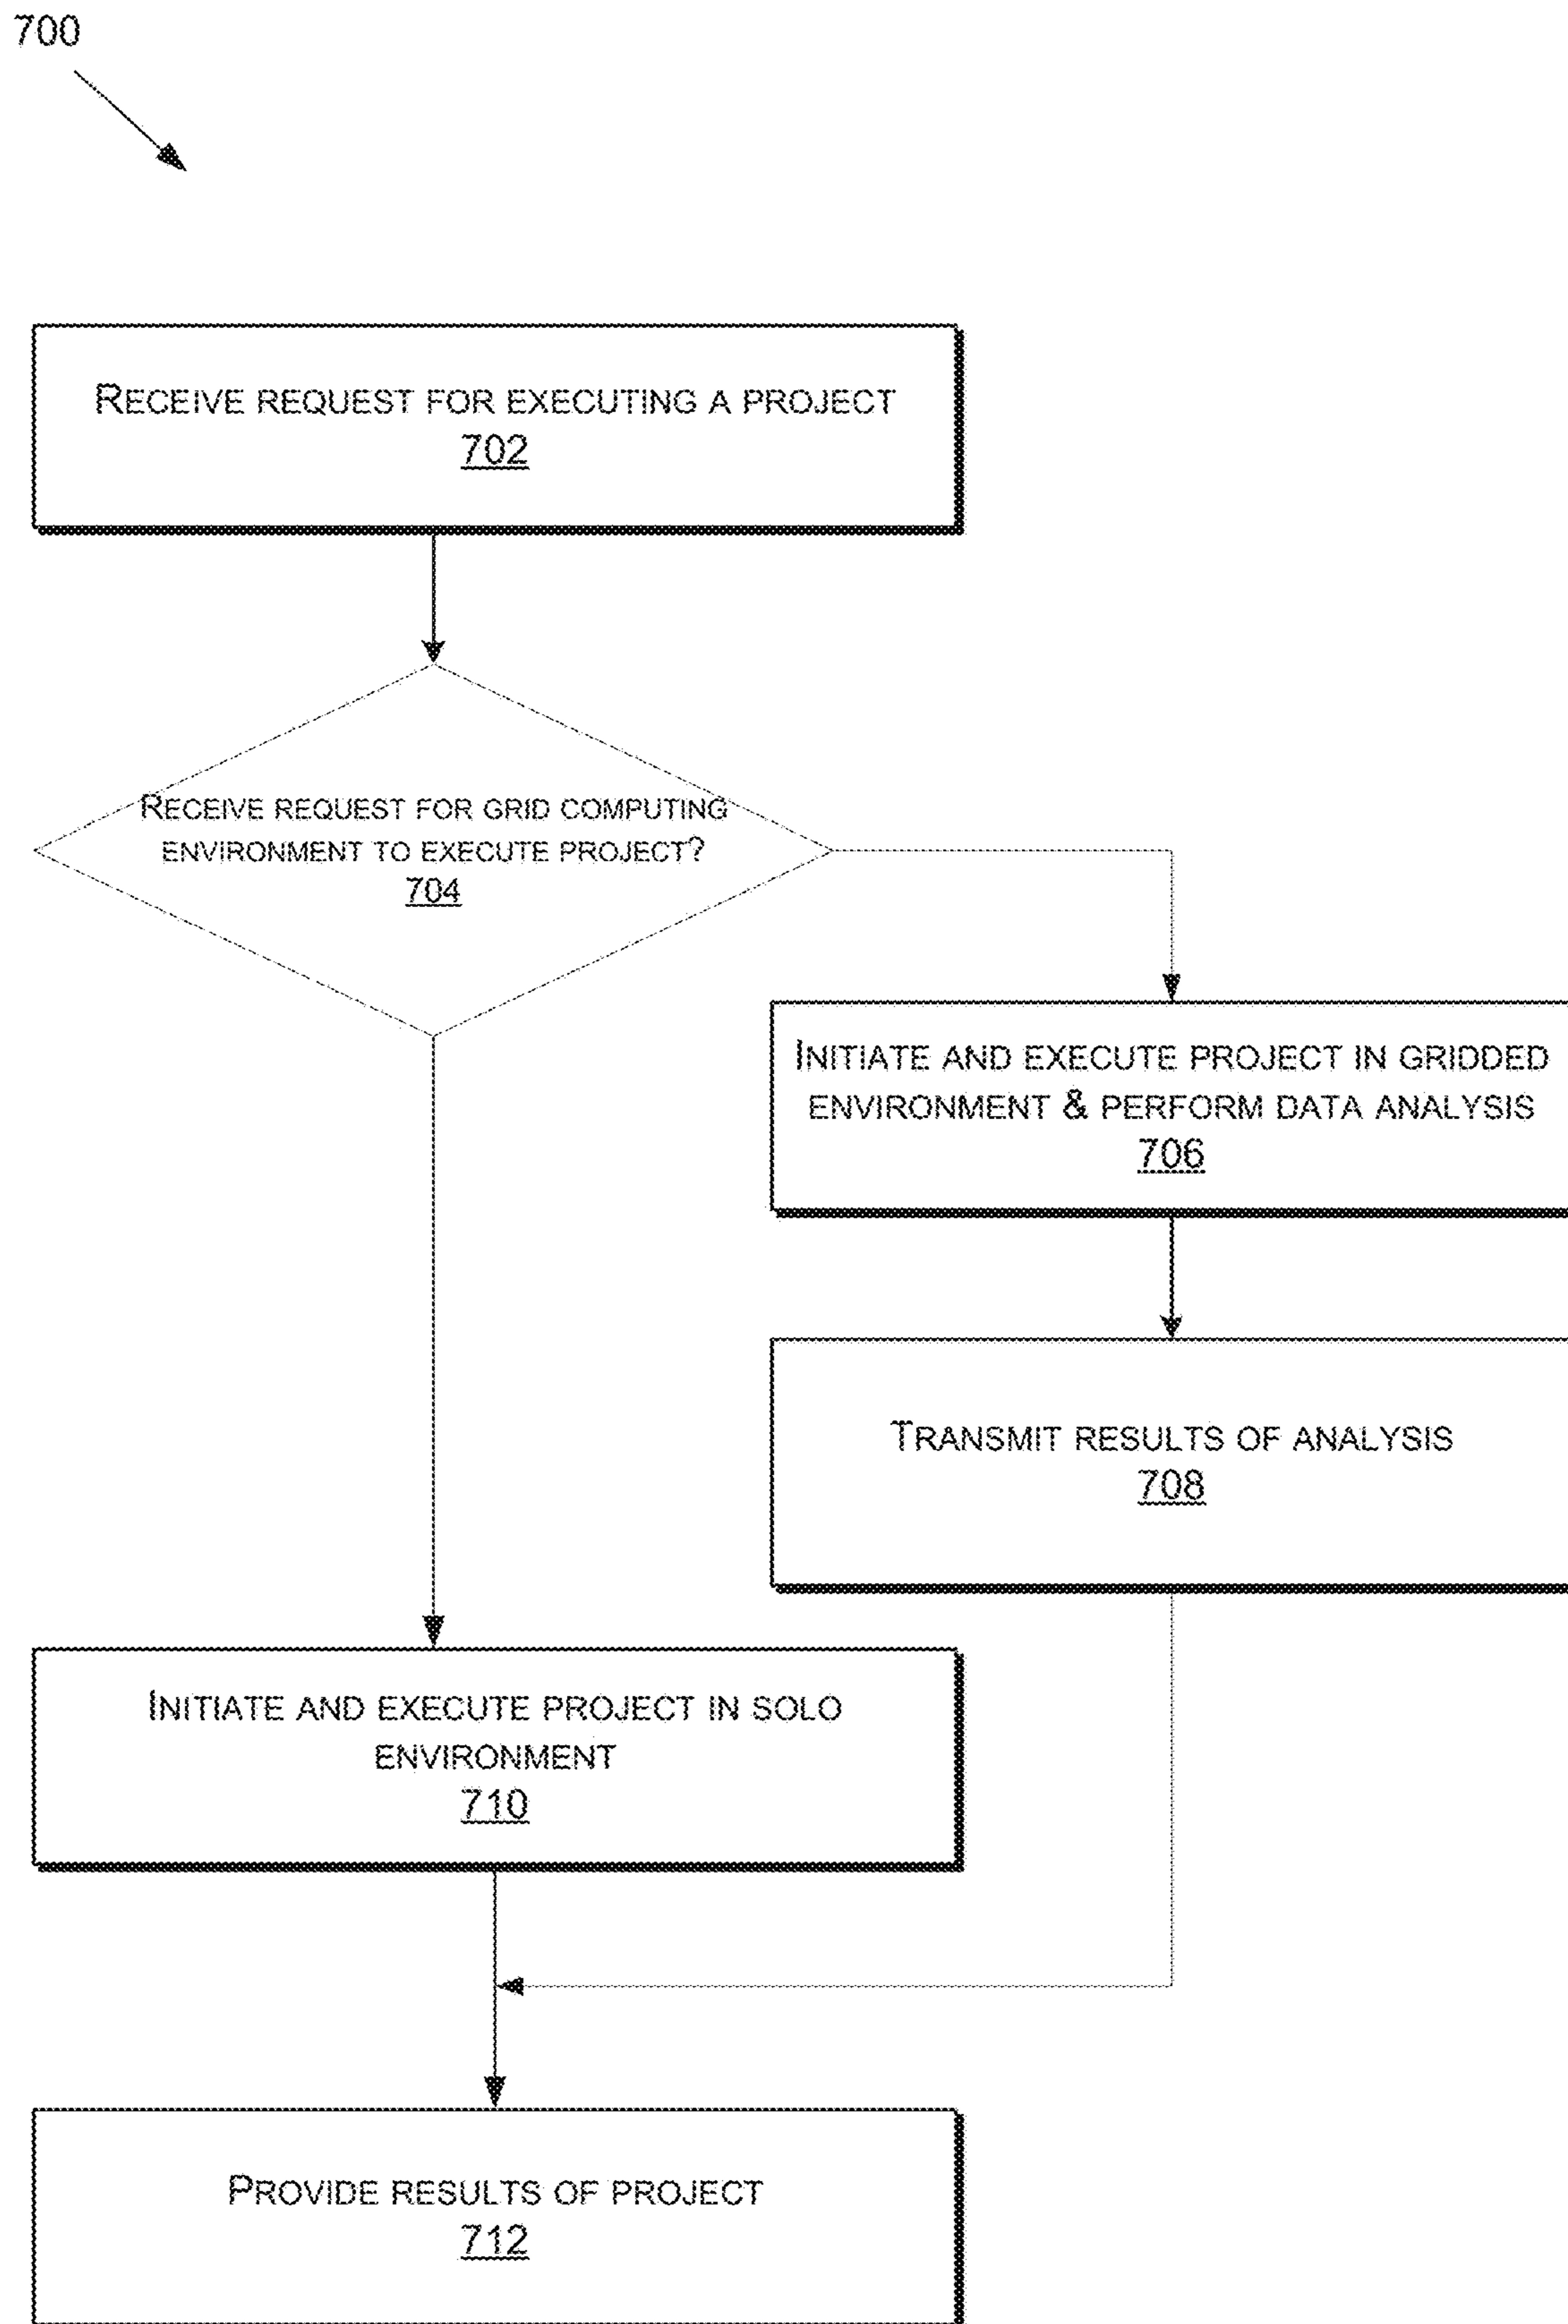 700
RECEIVE REQUEST FOR EXECUTING A PROJECT
702
RECEIVE REQUEST FOR GRID COMPUTING
ENVIRONMENT TO EXECUTE PROJECT?
704
INITIATE AND EXECUTE PROJECT IN GRIDDED
ENVIRONMENT & PERFORM DATA ANALYSIS
706
TRANSMIT RESULTS OF ANALYSIS
708
INITIATE AND EXECUTE PROJECT IN SOLO
ENVIRONMENT
710
PROVIDE RESULTS OF PROJECT
712